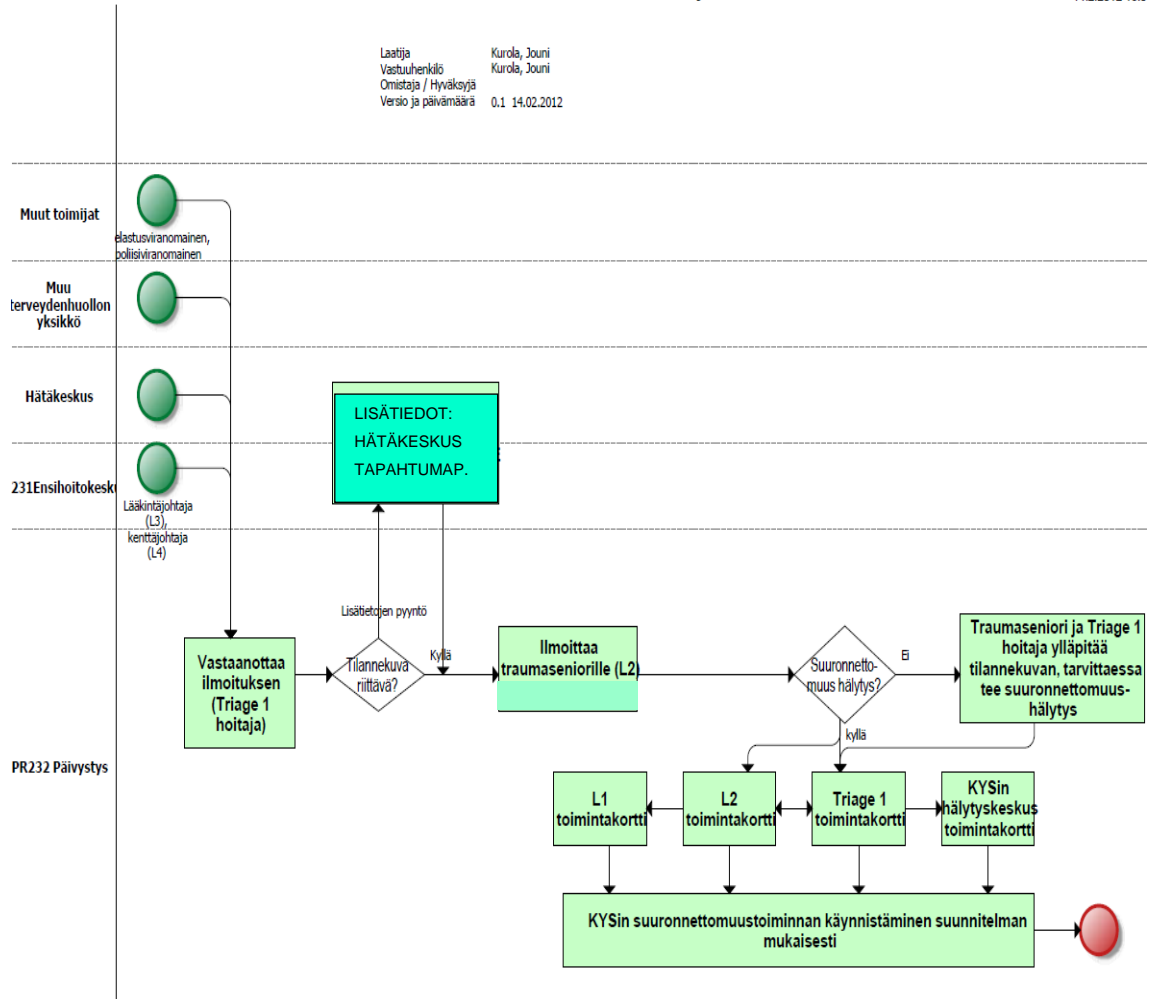 Laatija Kurola, Jouni
Vastuuhenkilö Kurola, Jouni
Omistaja / Hyväksyjä
Versio ja päivämäärä 0.1 14.02.2012
Muut toimijat
elastusviranomainen,
poliisiviranomainen
Muu
terveydenhuollon
yksikkö
Hätäkeskus
LISÄTIEDOT:
HÄTÄKESKUS
TAPAHTUMAP.
231Ensihoitokesku
Lääkintäjohtaja
(L3),
kenttäjohtaja
(L4)
Lisätietojen pyyntö
Vastaanottaa
ilmoituksen
(Triage 1
hoitaja)
Tilannekuva
riittävä?
Kyllä
Ilmoittaa
traumaseniorille (L2)
Suuronnetto-
muus hälytys?
Ei
kyllä
Traumaseniori ja Triage 1
hoitaja ylläpitää
tilannekuvan, tarvittaessa
tee suuronnettomuus-
hälytys
PR232 Päivystys
L1
toimintakortti
L2
toimintakortti
Triage 1
toimintakortti
KYSin
hälytyskeskus
toimintakortti
KYSin suuronnettomuustoiminnan käynnistäminen suunnitelman
mukaisesti